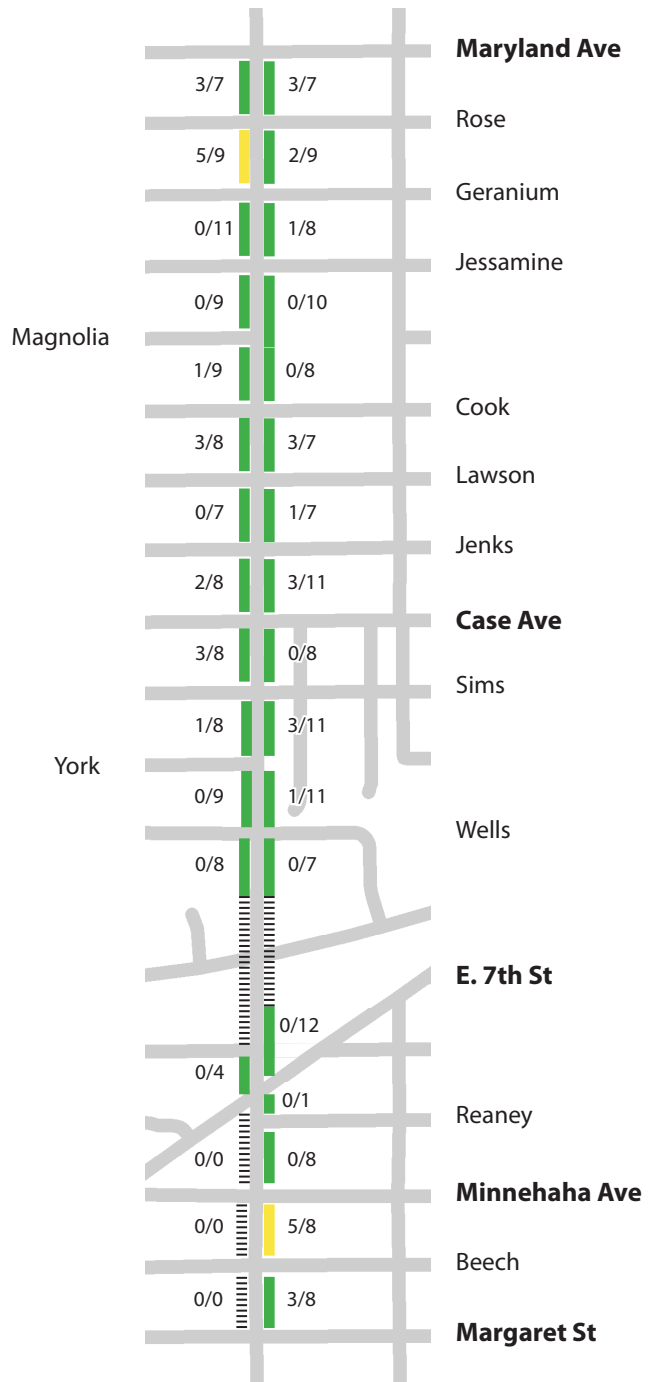 Maryland Ave
3/7 3/7
Rose
5/9 2/9
Geranium
0/11 1/8
Jessamine
0/9 0/10
Magnolia
1/9 0/8
Cook
3/8 3/7
Lawson
0/7 1/7
Jenks
2/8 3/11
Case Ave
3/8 0/8
Sims
1/8 3/11
York
0/9 1/11
Wells
0/8 0/7
E. 7th St
0/12
0/4
0/1
Reaney
0/0 0/8
Minnehaha Ave
0/0 5/8
Beech
0/0 3/8
Margaret St